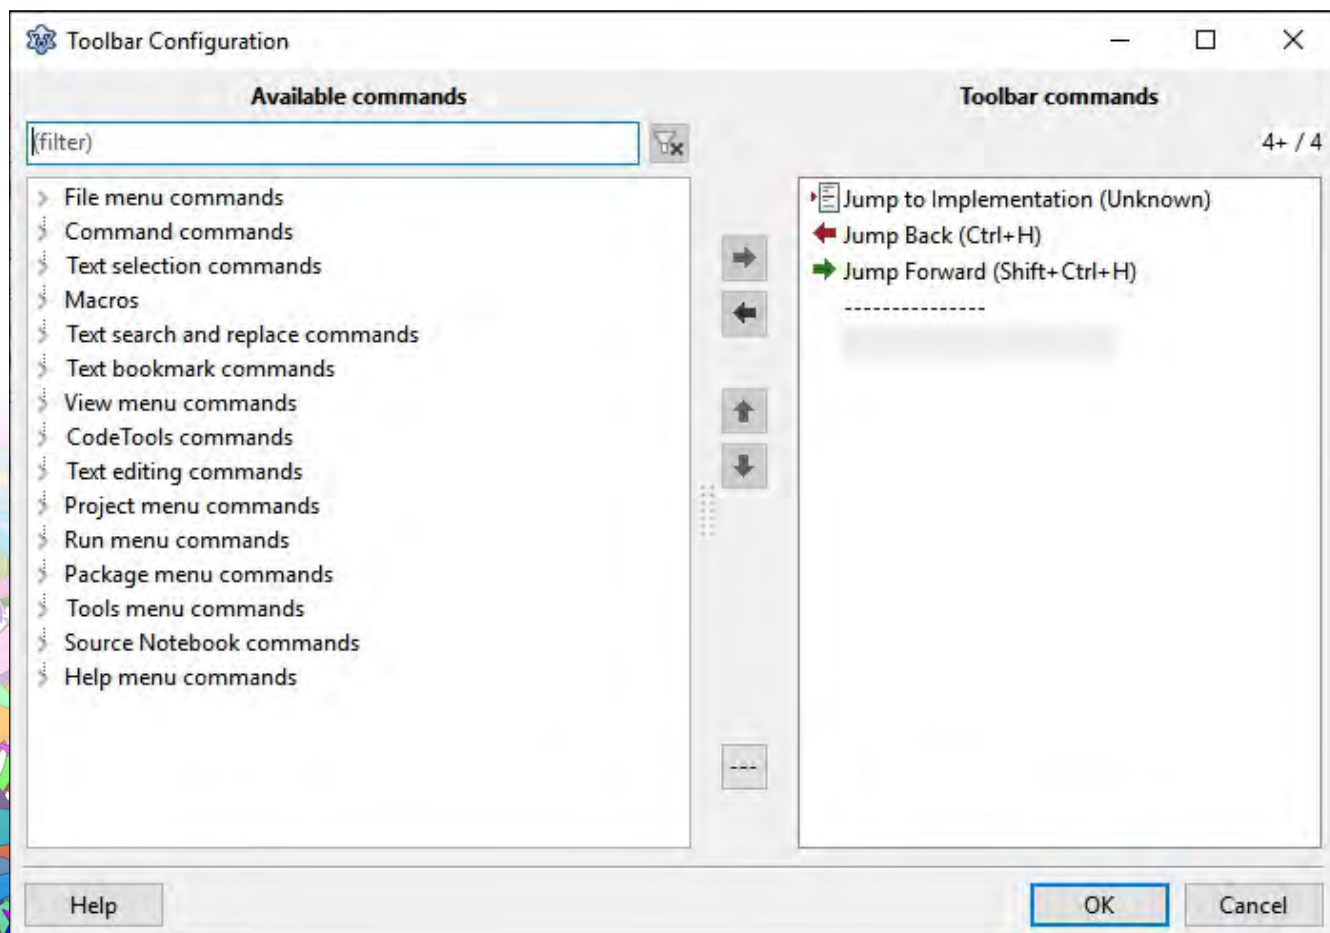 Toolbar Configuration
Available commands
Toolbar commands
(filter)
4+ / 4
File menu commands
Command commands
Text selection commands
Macros
Text search and replace commands
Text bookmark commands
View menu commands
CodeTools commands
Text editing commands
Project menu commands
Run menu commands
Package menu commands
Tools menu commands
Source Notebook commands
Help menu commands
Jump to Implementation (Unknown)
Jump Back (Ctrl+H)
Jump Forward (Shift+Ctrl+H)
---------------
---
Help
OK
Cancel